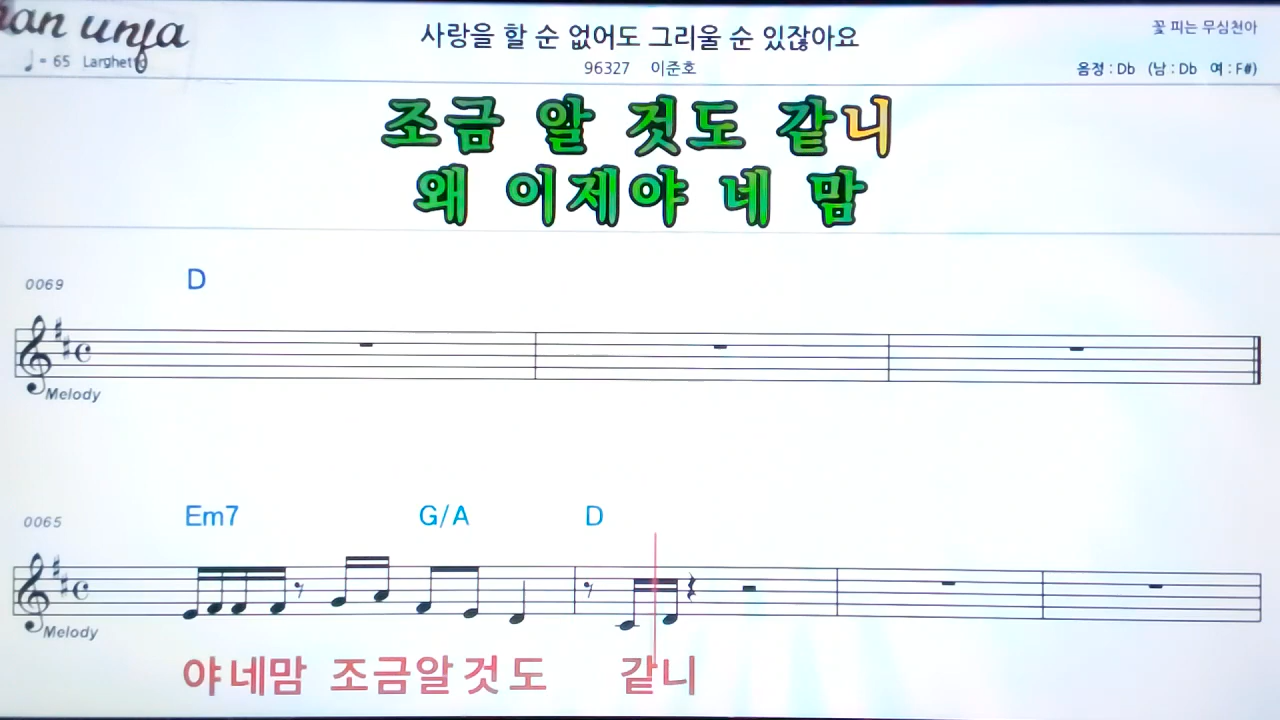 사랑을 할 순 없어도 그리울 순 있잖아요
꽃 피는 무심천아
♩= 65 Larghetto
96327 이준호
음정 : Db (남 : Db 여 : F#)
조금 알 것도 같니
왜 이제야 네 맘
0069
D
Melody
0065
Em7 G/A D
Melody
야 네맘 조금알 것 도 같니